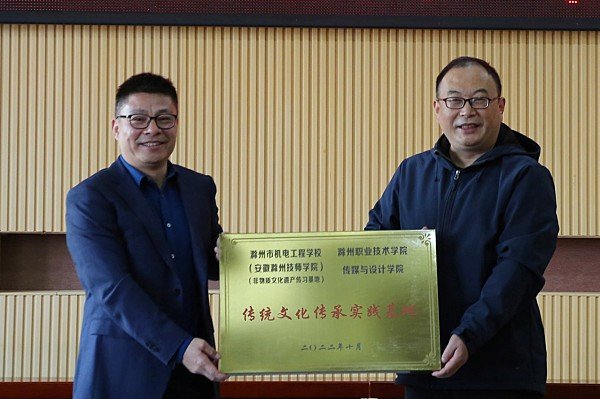 滁州市机电工程学校
(安徽滁州技师学院)
(非物质文化遗产传习基地)
滁州职业技术学院
传媒与设计学院
传统文化传承实践基地
二〇二二年十月